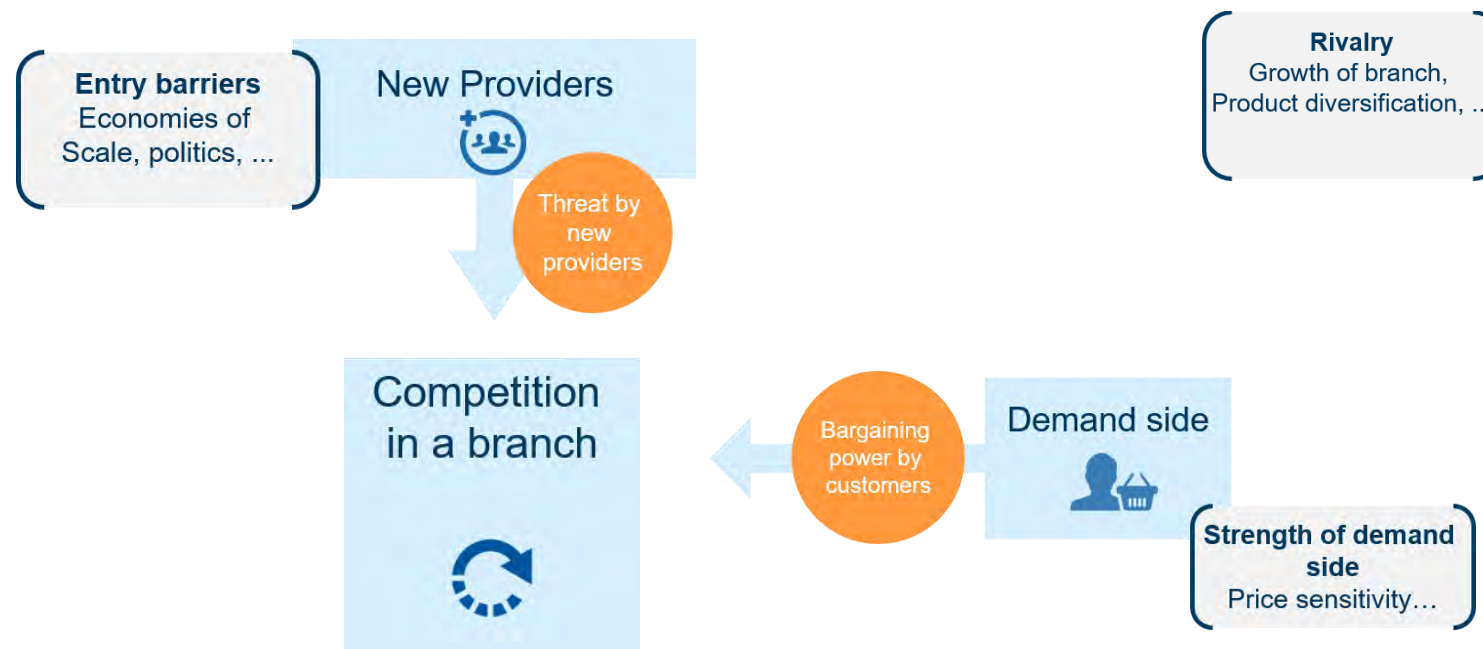 Entry barriers
Economies of
Scale, politics, ...
New Providers
Rivalry
Growth of branch,
Product diversification, ..
Threat by
new
providers
Competition
in a branch
Bargaining
power by
customers
Demand side
Strength of demand
side
Price sensitivity…